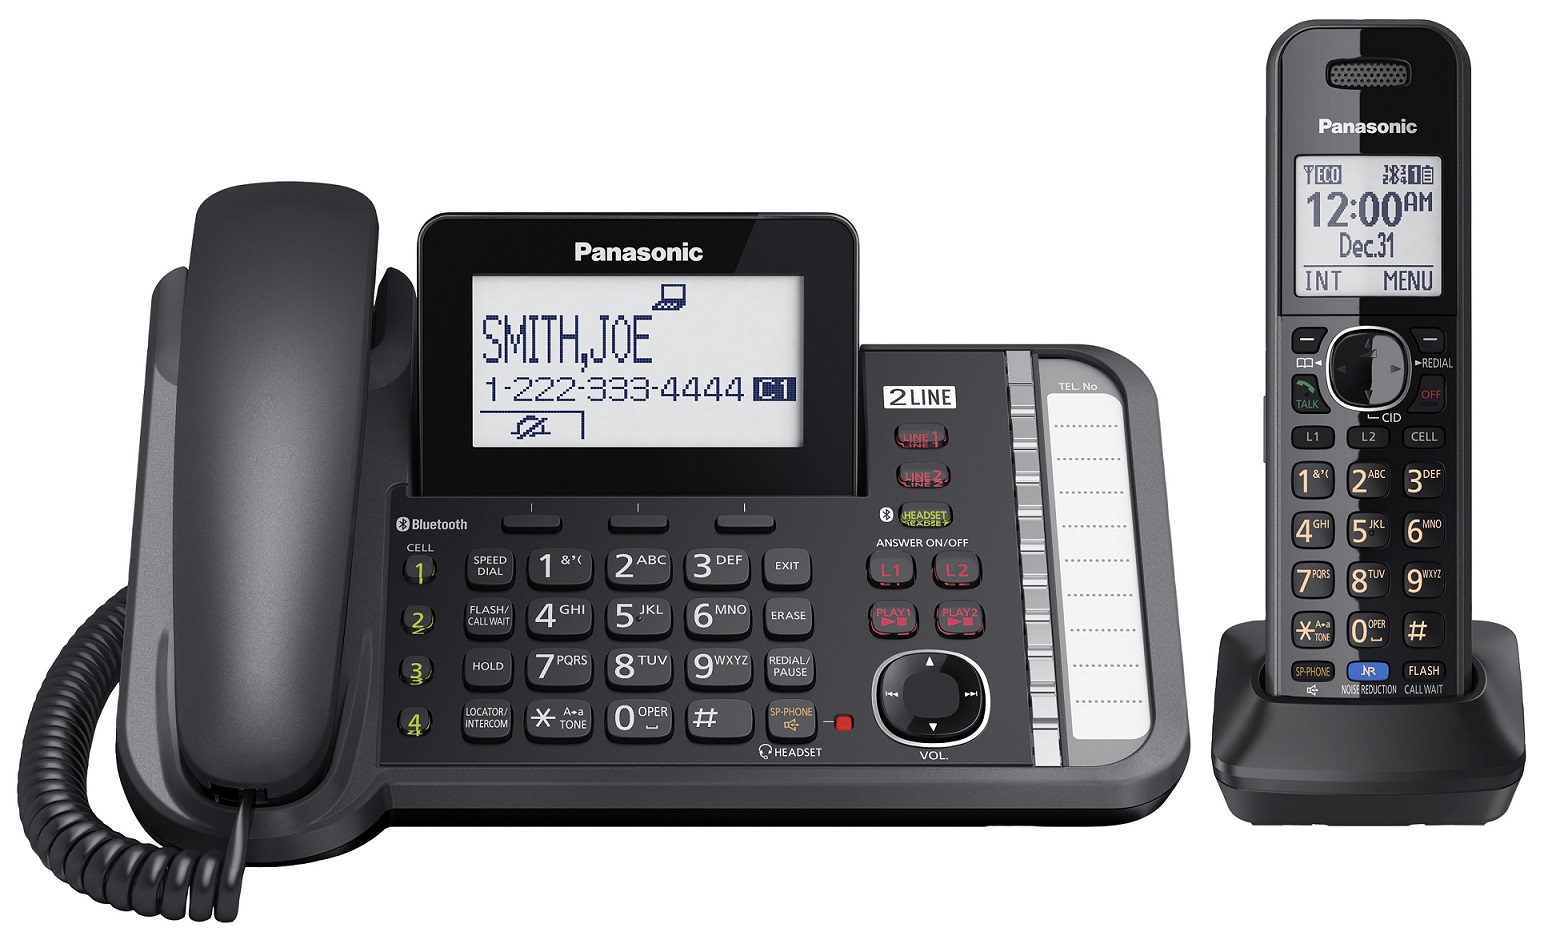 Panasonic
SMITH,JOE
1-222-333-4444 C1
2LINE
TEL. No
LINE 1
LINE 2
HEADSET
Bluetooth
ANSWER ON/OFF
L1 L2
PLAY1 PLAY2
VOL.
CELL
1
2
3
4
SPEED DIAL
1 &'( 2 ABC 3 DEF
EXIT
FLASH/ CALL WAIT
4 GHI 5 JKL 6 MNO
ERASE
HOLD
7 PQRS 8 TUV 9 WXYZ
REDIAL/ PAUSE
LOCATOR/ INTERCOM
* A→a TONE 0 OPER #
SP-PHONE
HEADSET
Panasonic
ECO 1
12:00AM
Dec.31
INT MENU
REDIAL
TALK OFF
CID
L1 L2 CELL
1 &'( 2 ABC 3 DEF
4 GHI 5 JKL 6 MNO
7 PQRS 8 TUV 9 WXYZ
* A→a TONE 0 OPER #
SP-PHONE NR FLASH
NOISE REDUCTION CALL WAIT